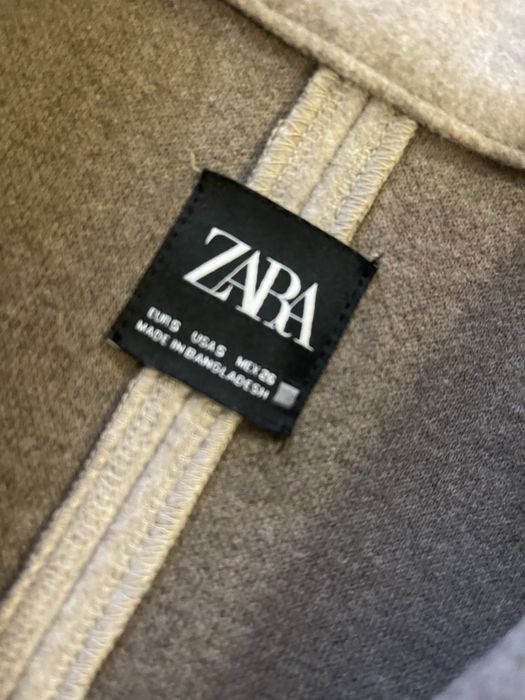 ZARA
EUR S USA S MEX 26
MADE IN BANGLADESH